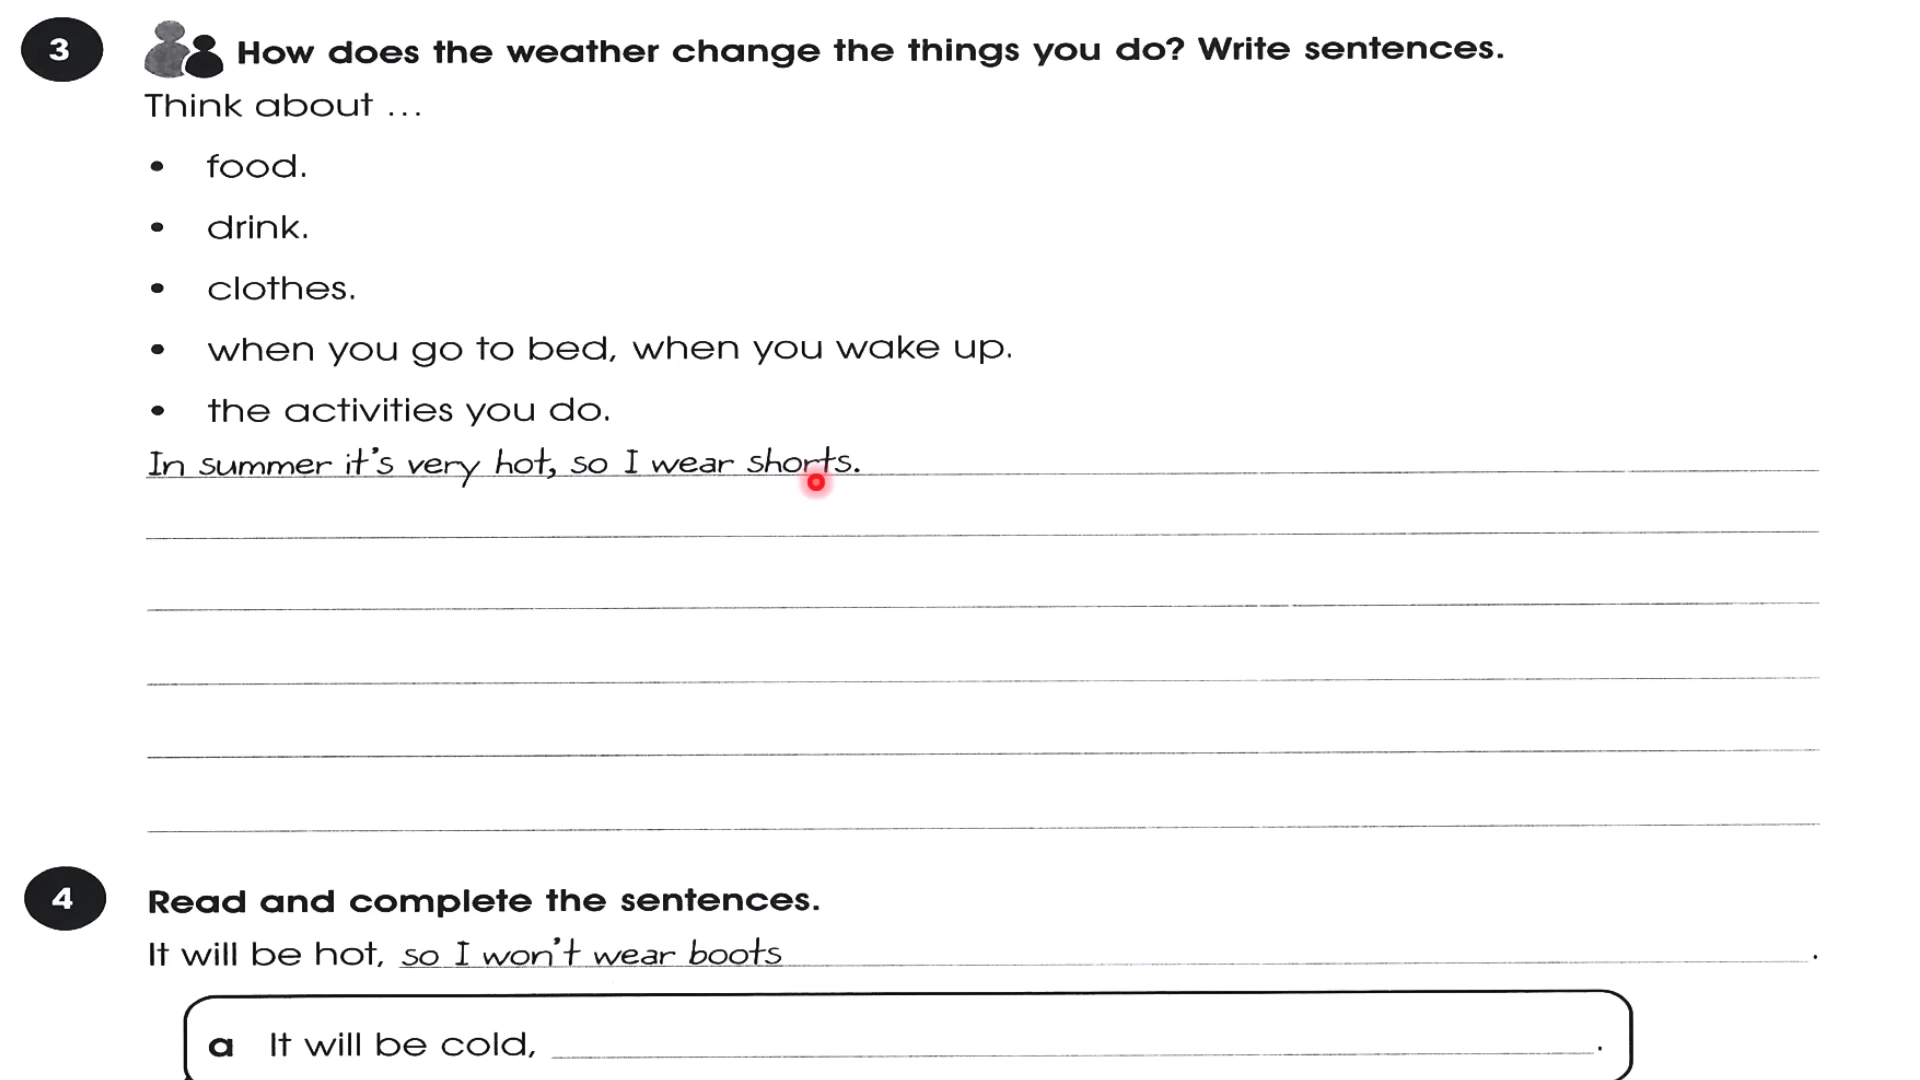 3 How does the weather change the things you do? Write sentences.
Think about ...
• food.
• drink.
• clothes.
• when you go to bed, when you wake up.
• the activities you do.
In summer it's very hot, so I wear shorts.
4 Read and complete the sentences.
It will be hot, so I won't wear boots.
a It will be cold, .